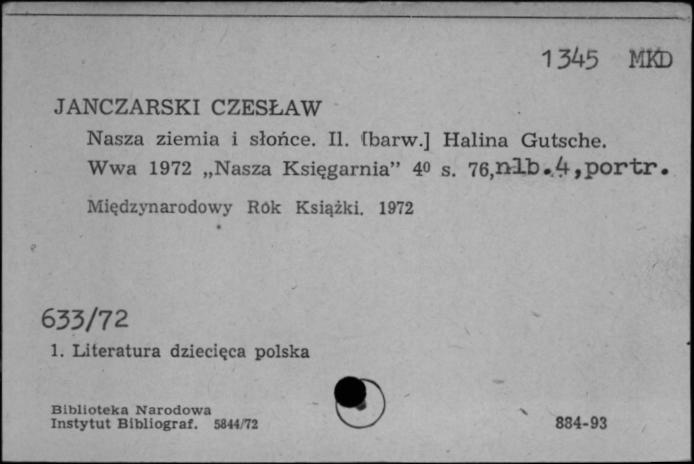 1345 MKD
JANCZARSKI CZESŁAW
Nasza ziemia i słońce. Il. [barw.] Halina Gutsche.
Wwa 1972 „Nasza Księgarnia” 4⁰ s. 76,nlb.4,portr.
Międzynarodowy Rok Książki. 1972
633/72
1. Literatura dziecięca polska
Biblioteka Narodowa
Instytut Bibliograf. 5844/72
884-93